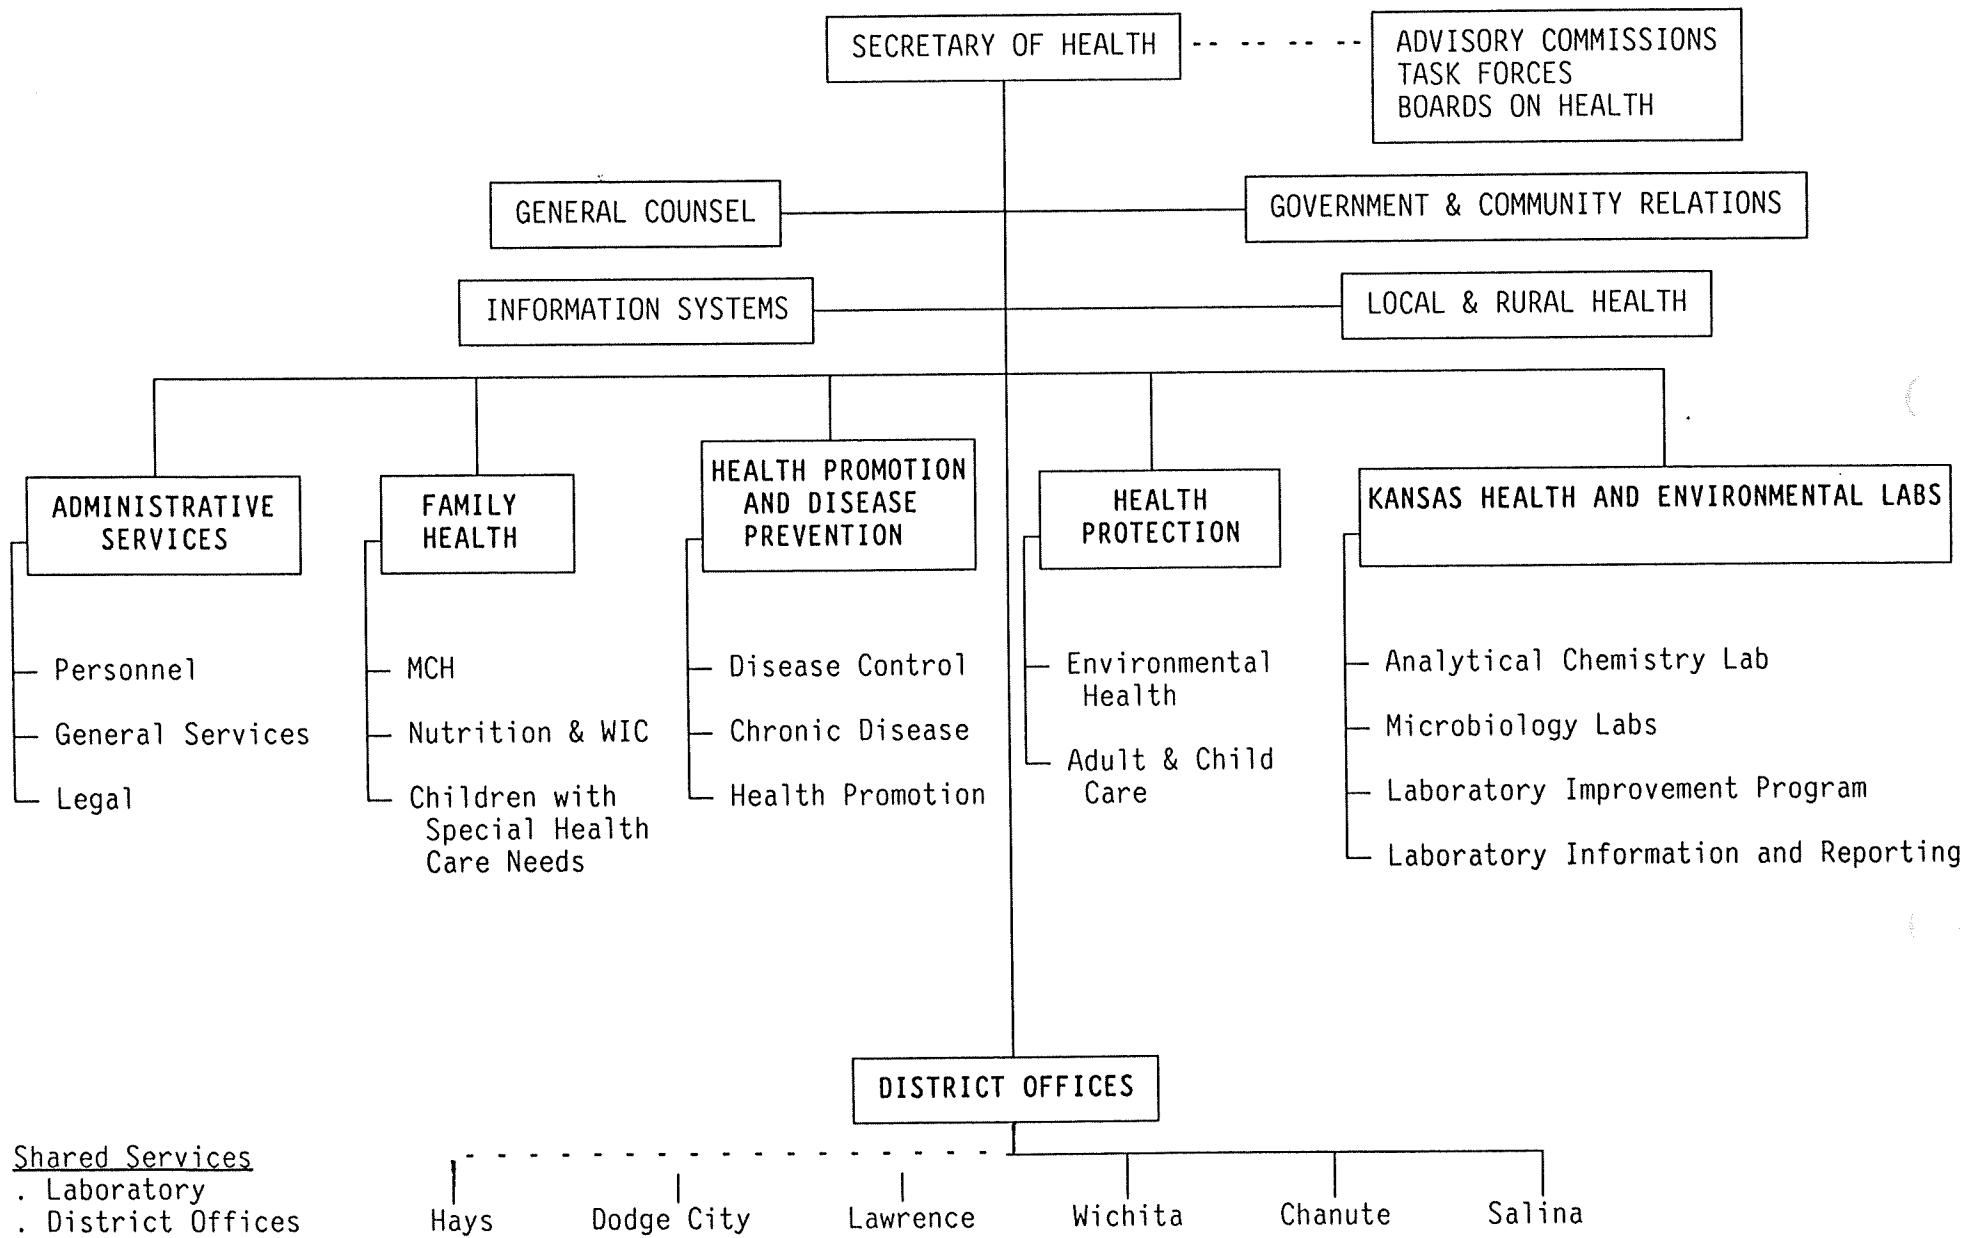 SECRETARY OF HEALTH
ADVISORY COMMISSIONS
TASK FORCES
BOARDS ON HEALTH
GENERAL COUNSEL
GOVERNMENT & COMMUNITY RELATIONS
INFORMATION SYSTEMS
LOCAL & RURAL HEALTH
ADMINISTRATIVE
SERVICES
Personnel
General Services
Legal
FAMILY
HEALTH
MCH
Nutrition & WIC
Children with
Special Health
Care Needs
HEALTH PROMOTION
AND DISEASE
PREVENTION
Disease Control
Chronic Disease
Health Promotion
HEALTH
PROTECTION
Environmental
Health
Adult & Child
Care
KANSAS HEALTH AND ENVIRONMENTAL LABS
Analytical Chemistry Lab
Microbiology Labs
Laboratory Improvement Program
Laboratory Information and Reporting
DISTRICT OFFICES
Shared Services
. Laboratory
. District Offices
Hays
Dodge City
Lawrence
Wichita
Chanute
Salina